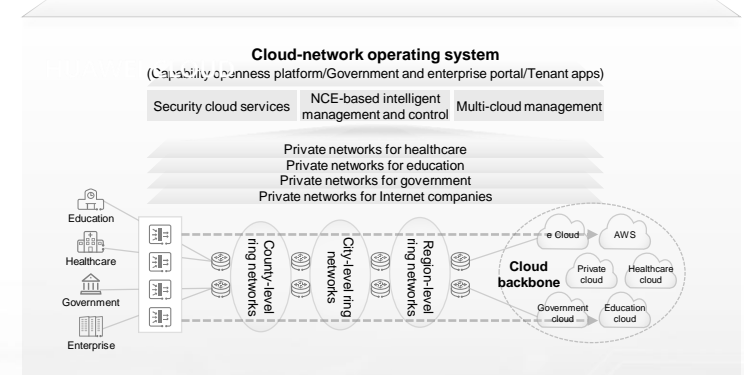 Cloud-network operating system
(Capability openness platform/Government and enterprise portal/Tenant apps)
Security cloud services
NCE-based intelligent
management and control
Multi-cloud management
Private networks for healthcare
Private networks for education
Private networks for government
Private networks for Internet companies
Education
Healthcare
Government
Enterprise
County-level
ring networks
City-level ring
networks
Region-level
ring networks
Cloud
backbone
e Cloud
AWS
Private
cloud
Healthcare
cloud
Government
cloud
Education
cloud